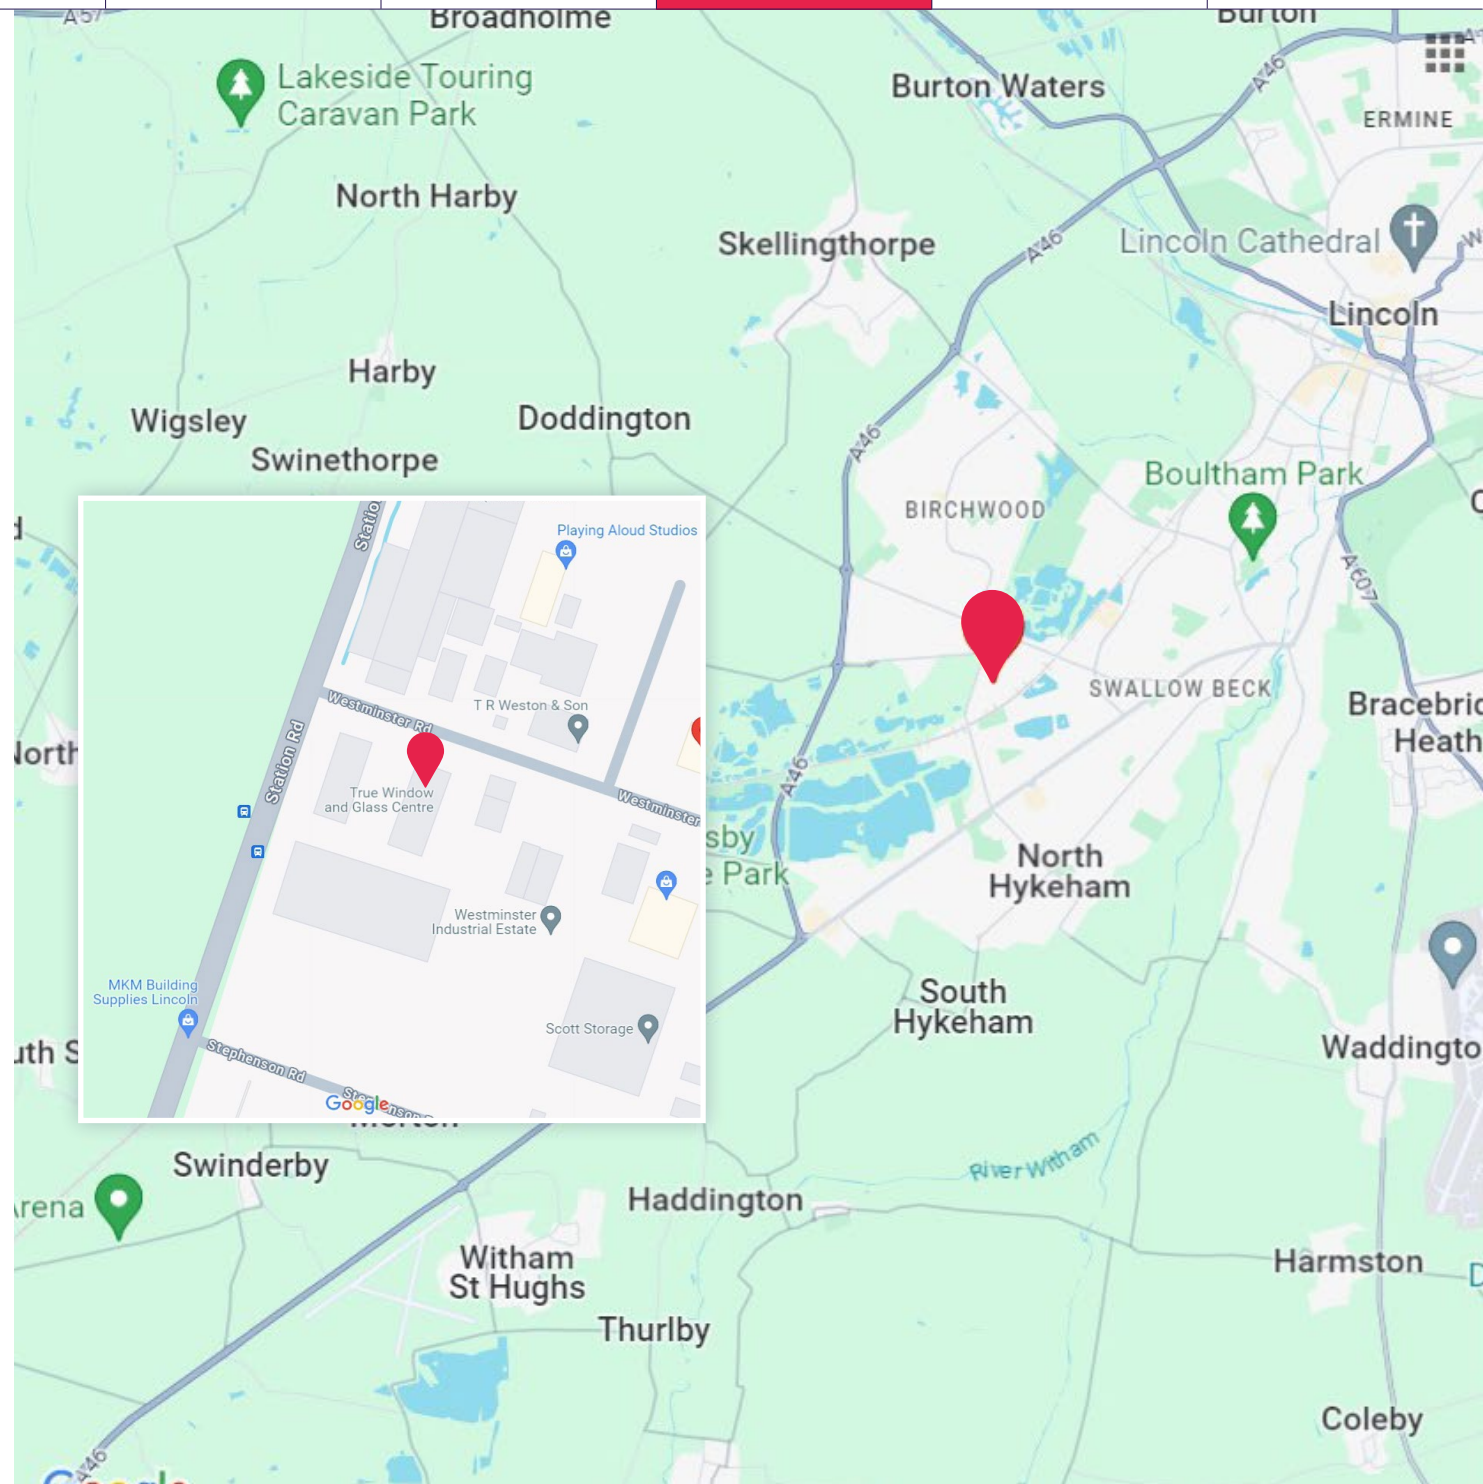 A57
Broadholme
Burton
Lakeside Touring
Caravan Park
Burton Waters
A46
ERMINE
North Harby
Skellingthorpe
A46
Lincoln Cathedral
Lincoln
Harby
Wigsley
Doddington
Swinethorpe
A46
Boultham Park
BIRCHWOOD
A607
SWALLOW BECK
Heath
A46
Park
North
Hykeham
South
Hykeham
Station Rd
Playing Aloud Studios
T R Weston & Son
Westminster Rd
True Window
and Glass Centre
Westminster
Westminster
Industrial Estate
MKM Building
Supplies Lincoln
Scott Storage
Stephenson Rd
Google
Swinderby
River Witham
Haddington
Witham
St Hughs
Harmston
Thurlby
Coleby
A46
Google